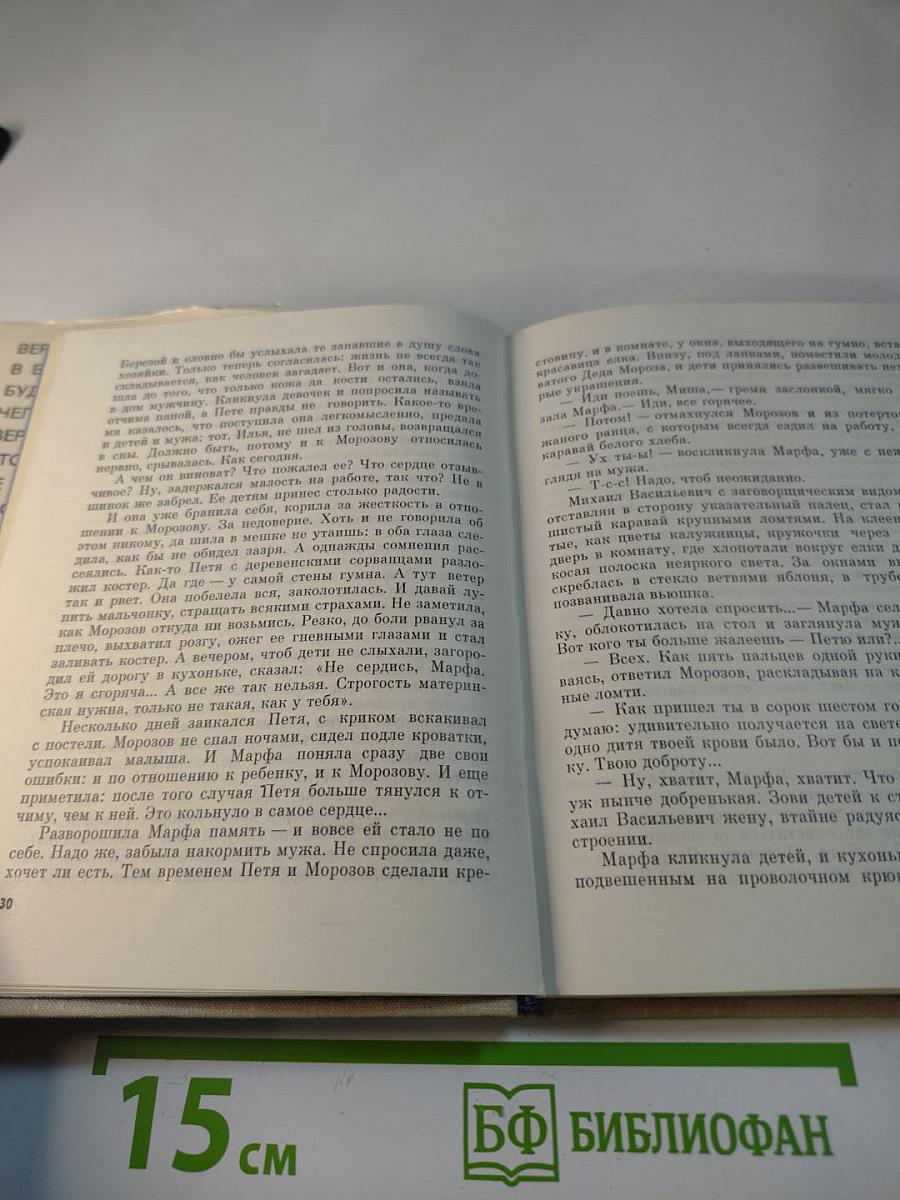 ВЕР
В Е
БУД
ЧЕЛ
ВЕР
Березой и словно бы услыхала те запавшие в душу слова
хозяйки. Только теперь согласилась: жизнь не всегда так
складывается, как человек загадает. Вот и она, когда до-
шла до того, что только кожа да кости остались, взяла
в дом мужчину. Кликнула девочек и попросила называть
отчима папой, а Пете правды не говорить. Какое-то вре-
мя казалось, что поступила она легкомысленно, предала
и детей и мужа: тот, Илья, не шел из головы, возвращался
в сны. Должно быть, потому и к Морозову относилась
нервно, срывалась. Как сегодня.
А чем он виноват? Что пожалел ее? Что сердце отзыв-
чивое? Ну, задержался малость на работе, так что? Не в
шинок же забрел. Ее детям принес столько радости.
И она уже бранила себя, корила за жесткость в отно-
шении к Морозову. За недоверие. Хоть и не говорила об
этом никому, да шила в мешке не утаишь: в оба глаза сле-
дила, как бы не обидел зазря. А однажды сомнения рас-
сеялись. Как-то Петя с деревенскими сорванцами разло-
жил костер. Да где — у самой стены гумна. А тут ветер
так и рвет. Она побелела вся, заколотилась. И давай лу-
пить мальчонку, стращать всякими страхами. Не заметила,
как Морозов откуда ни возьмись. Резко, до боли рванул за
плечо, выхватил розгу, ожег ее гневными глазами и стал
заливать костер. А вечером, чтоб дети не слыхали, загоро-
дил ей дорогу в кухоньке, сказал: «Не сердись, Марфа.
Это я сгоряча... А все же так нельзя. Строгость материн-
ская нужна, только не такая, как у тебя».
Несколько дней заикался Петя, с криком вскакивал
с постели. Морозов не спал ночами, сидел подле кроватки,
успокаивал малыша. И Марфа поняла сразу две свои
ошибки: и по отношению к ребенку, и к Морозову. И еще
приметила: после того случая Петя больше тянулся к от-
чиму, чем к ней. Это кольнуло в самое сердце...
Разворошила Марфа память — и вовсе ей стало не по
себе. Надо же, забыла накормить мужа. Не спросила даже,
хочет ли есть. Тем временем Петя и Морозов сделали кре-
30
стовину, и в комнате, у окна, выходящего на гумно, вста
красавица елка. Внизу, под лапками, поместили молод
ватого Деда Мороза, и дети принялись развешивать нех
рые украшения.
— Иди поешь, Миша,— гремя заслонкой, мягко
зала Марфа.— Иди, все горячее.
— Потом! — отмахнулся Морозов и из потертог
жаного ранца, с которым всегда ездил на работу,
каравай белого хлеба.
— Ух ты-ы! — воскликнула Марфа, уже с неж
глядя на мужа.
— Т-с-с! Надо, чтоб неожиданно.
Михаил Васильевич с заговорщическим видом
отставляя в сторону указательный палец, стал
шистый каравай крупными ломтями. На клеен
тые, как цветы калужницы, кружочки через
дверь в комнату, где хлопотали вокруг елки д
косая полоска неяркого света. За окнами вы
скреблась в стекло ветвями яблоня, в трубе
позванивала вьюшка.
— Давно хотела спросить...— Марфа сел
ку, облокотилась на стол и заглянула муж
Вот кого ты больше жалеешь — Петю или?..
— Всех. Как пять пальцев одной руки
ваясь, ответил Морозов, раскладывая на к
ные ломти.
— Как пришел ты в сорок шестом го
думаю: удивительно получается на свете
одно дитя твоей крови было. Вот бы и пе
ку. Твою доброту...
— Ну, хватит, Марфа, хватит. Что
уж нынче добренькая. Зови детей к ст
хаил Васильевич жену, втайне радуяс
строении.
Марфа кликнула детей, и кухонь
подвешенным на проволочном крюч
15 см
БФ БИБЛИОФАН